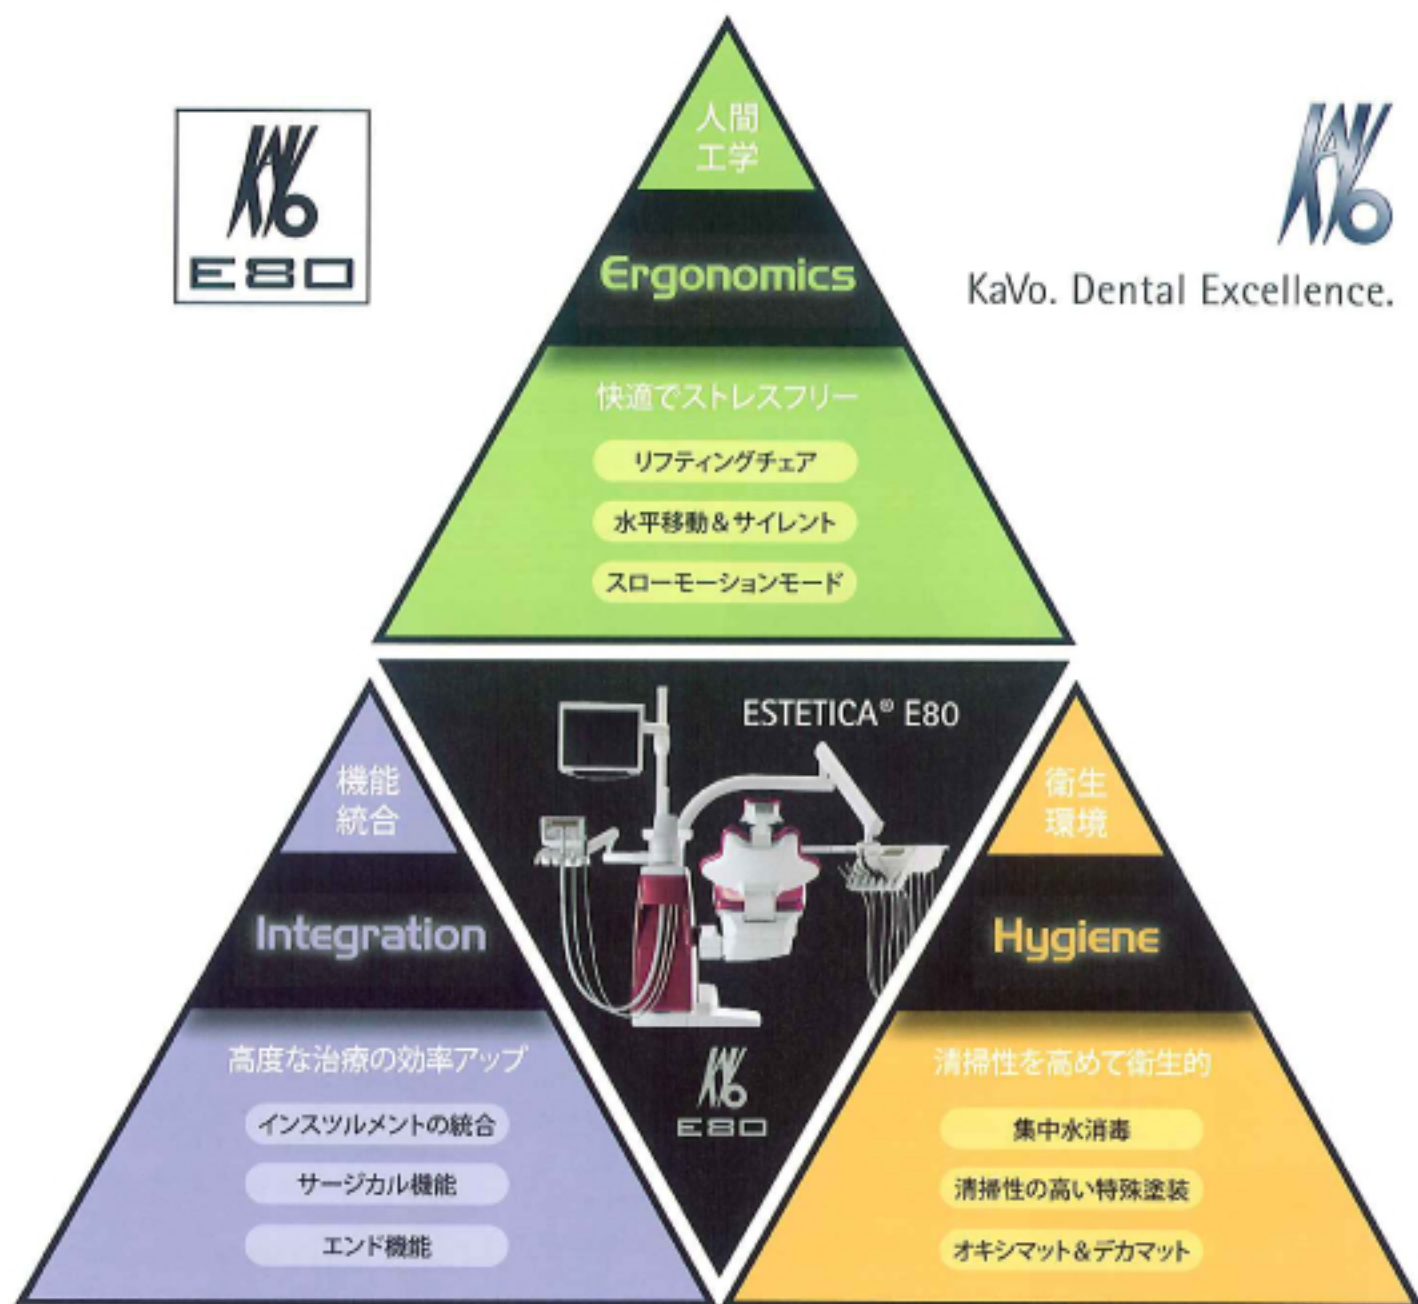 人間
工学
KaVo
E80
KaVo
Ergonomics
KaVo. Dental Excellence.
快適でストレスフリー
リフティングチェア
水平移動&サイレント
スローモーションモード
ESTETICA® E80
機能
統合
衛生
環境
Integration
Hygiene
高度な治療の効率アップ
清掃性を高めて衛生的
インスツルメントの統合
サージカル機能
エンド機能
KaVo
E80
集中水消毒
清掃性の高い特殊塗装
オキシマット&デカマット